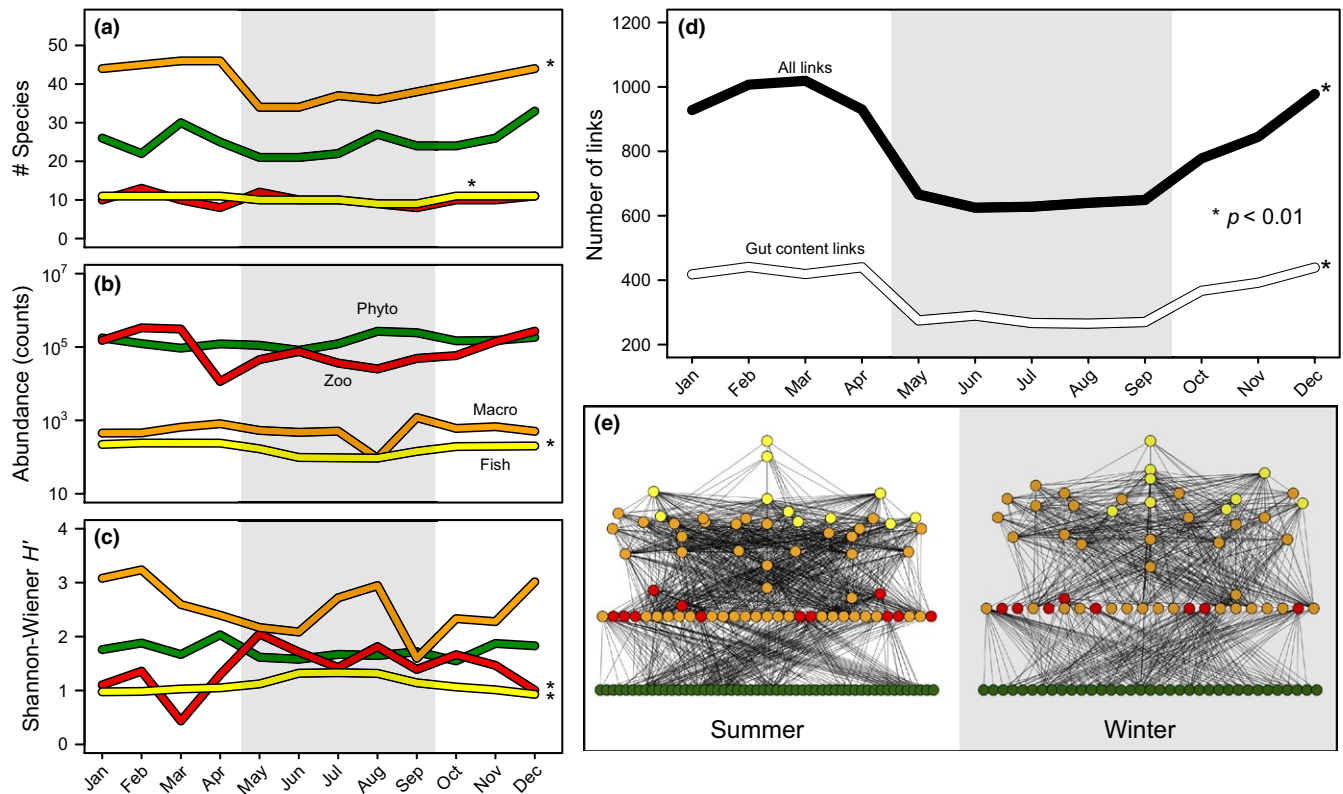 (a)
# Species
50
40
30
20
10
0
*
*
(b)
Abundance (counts)
10⁷
10⁵
10³
10
Phyto
Zoo
Macro
Fish
*
(c)
Shannon-Wiener H'
4
3
2
1
0
*
*
Jan
Feb
Mar
Apr
May
Jun
Jul
Aug
Sep
Oct
Nov
Dec
(d)
Number of links
1200
1000
800
600
400
200
All links
*
* p < 0.01
Gut content links
*
Jan
Feb
Mar
Apr
May
Jun
Jul
Aug
Sep
Oct
Nov
Dec
(e)
Summer
Winter